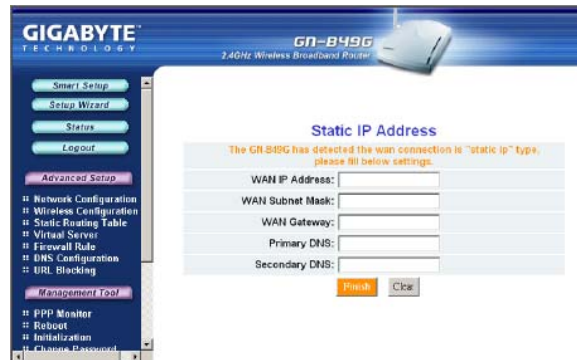 GIGABYTE
TECHNOLOGY
GN-B49G
2.4GHz Wireless Broadband Router
Smart Setup
Setup Wizard
Status
Logout
Advanced Setup
Network Configuration
Wireless Configuration
Static Routing Table
Virtual Server
Firewall Rule
DNS Configuration
URL Blocking
Management Tool
PPP Monitor
Reboot
Initialization
Change Password
Static IP Address
The GN-B49G has detected the wan connection is "static ip" type,
please fill below settings.
WAN IP Address:
WAN Subnet Mask:
WAN Gateway:
Primary DNS:
Secondary DNS:
Finish
Clear